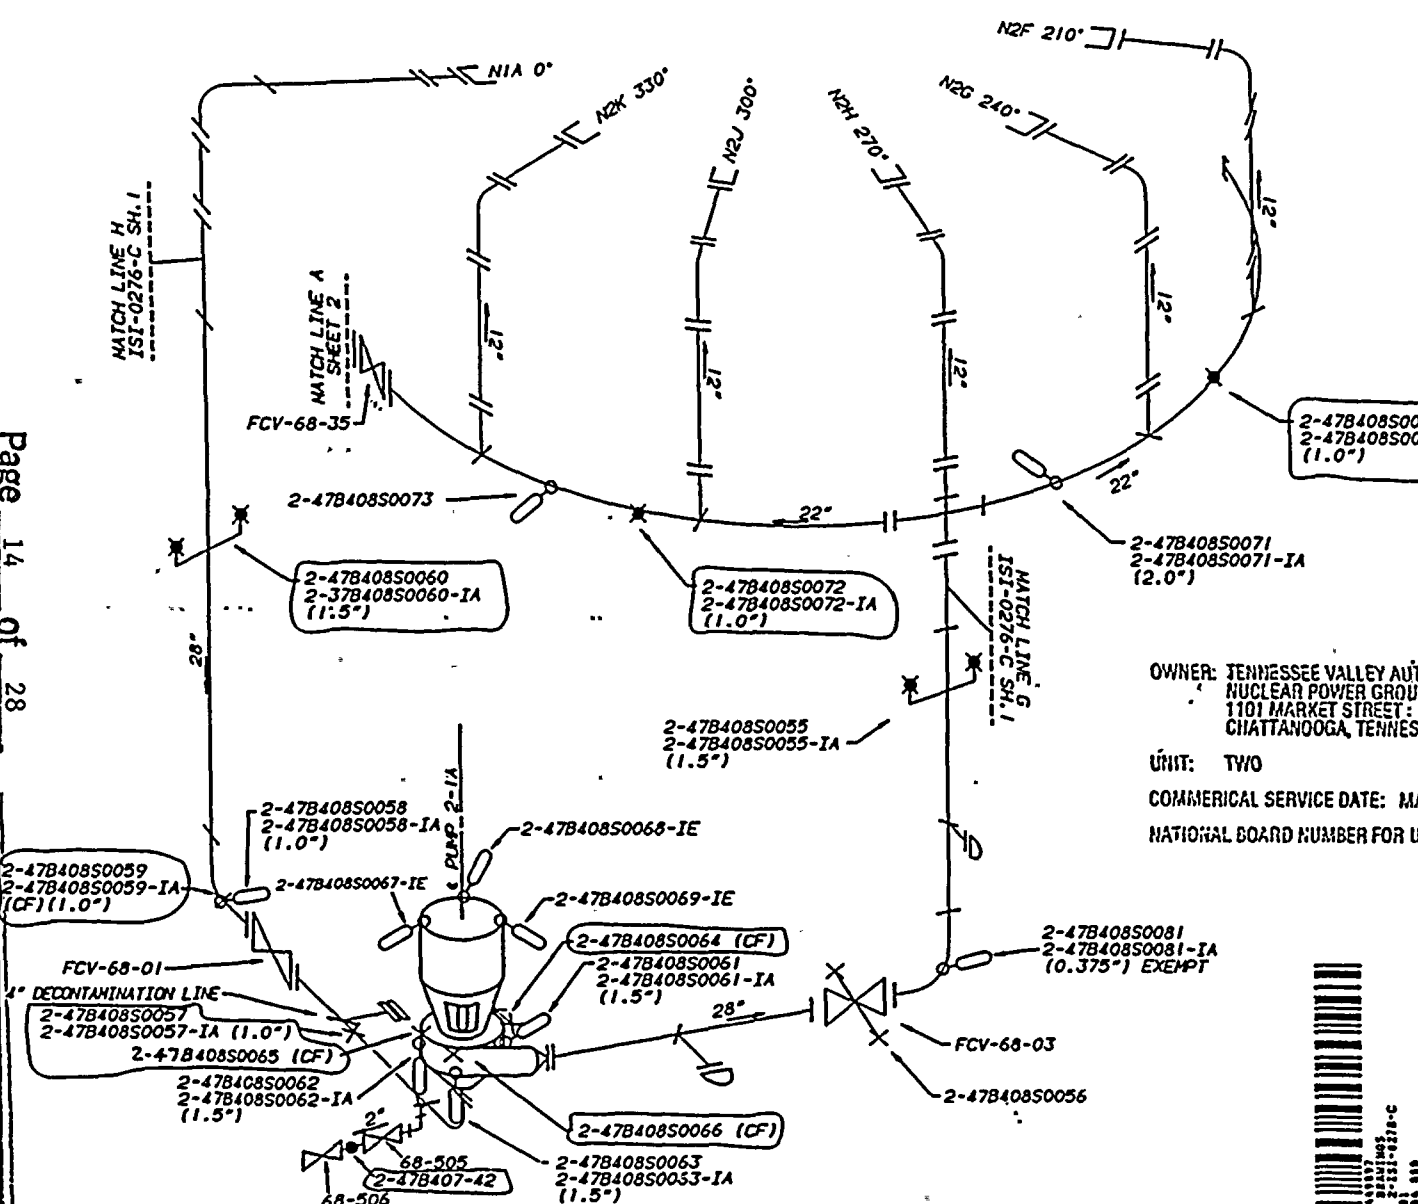 N2F 210°
N1A 0°
N2K 330°
N2J 300°
N2H 270°
N2G 240°
MATCH LINE H
ISI-0276-C SH.1
MATCH LINE A
SHEET 2
12"
12"
12"
12"
12"
FCV-68-35
2-47B408S0073
22"
22"
2-47B408S00
2-47B408S00
(1.0")
2-47B408S0071
2-47B408S0071-IA
(2.0")
Page 14 of 28
2-47B408S0060
2-37B408S0060-IA
(1.5")
2-47B408S0072
2-47B408S0072-IA
(1.0")
MATCH LINE G
ISI-0276-C SH.1
28"
2-47B408S0055
2-47B408S0055-IA
(1.5")
OWNER: TENNESSEE VALLEY AUT
NUCLEAR POWER GROU
1101 MARKET STREET
CHATTANOOGA, TENNES
UNIT: TWO
COMMERICAL SERVICE DATE: MA
NATIONAL BOARD NUMBER FOR U
2-47B408S0058
2-47B408S0058-IA
(1.0")
PUMP 2-1A
2-47B408S0068-IE
2-47B408S0059
2-47B408S0059-IA
(CF)(1.0")
2-47B408S0067-IE
2-47B408S0069-IE
2-47B408S0064 (CF)
2-47B408S0061
2-47B408S0061-IA
(1.5")
2-47B408S0081
2-47B408S0081-IA
(0.375") EXEMPT
FCV-68-01
4" DECONTAMINATION LINE
2-47B408S0057
2-47B408S0057-IA (1.0")
2-47B408S0065 (CF)
28"
FCV-68-03
2-47B408S0062
2-47B408S0062-IA
(1.5")
2-47B408S0056
2"
2-47B408S0066 (CF)
68-505
2-47B407-42
68-506
2-47B408S0063
2-47B408S0063-IA
(1.5")
2-ISI-0278-C